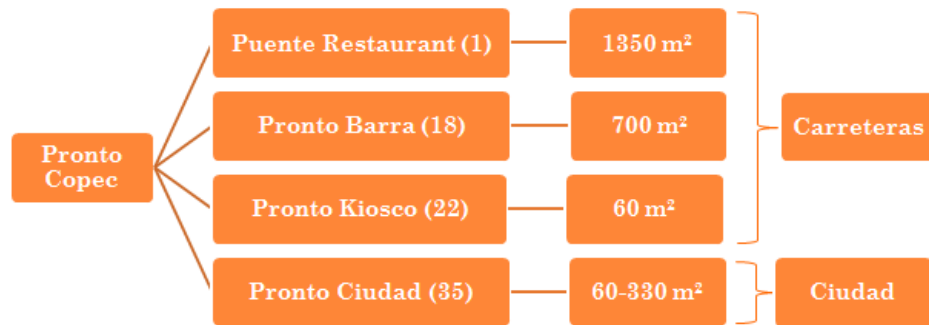 Puente Restaurant (1)
1350 m²
Pronto Barra (18)
700 m²
Carreteras
Pronto
Copec
Pronto Kiosco (22)
60 m²
Pronto Ciudad (35)
60-330 m²
Ciudad